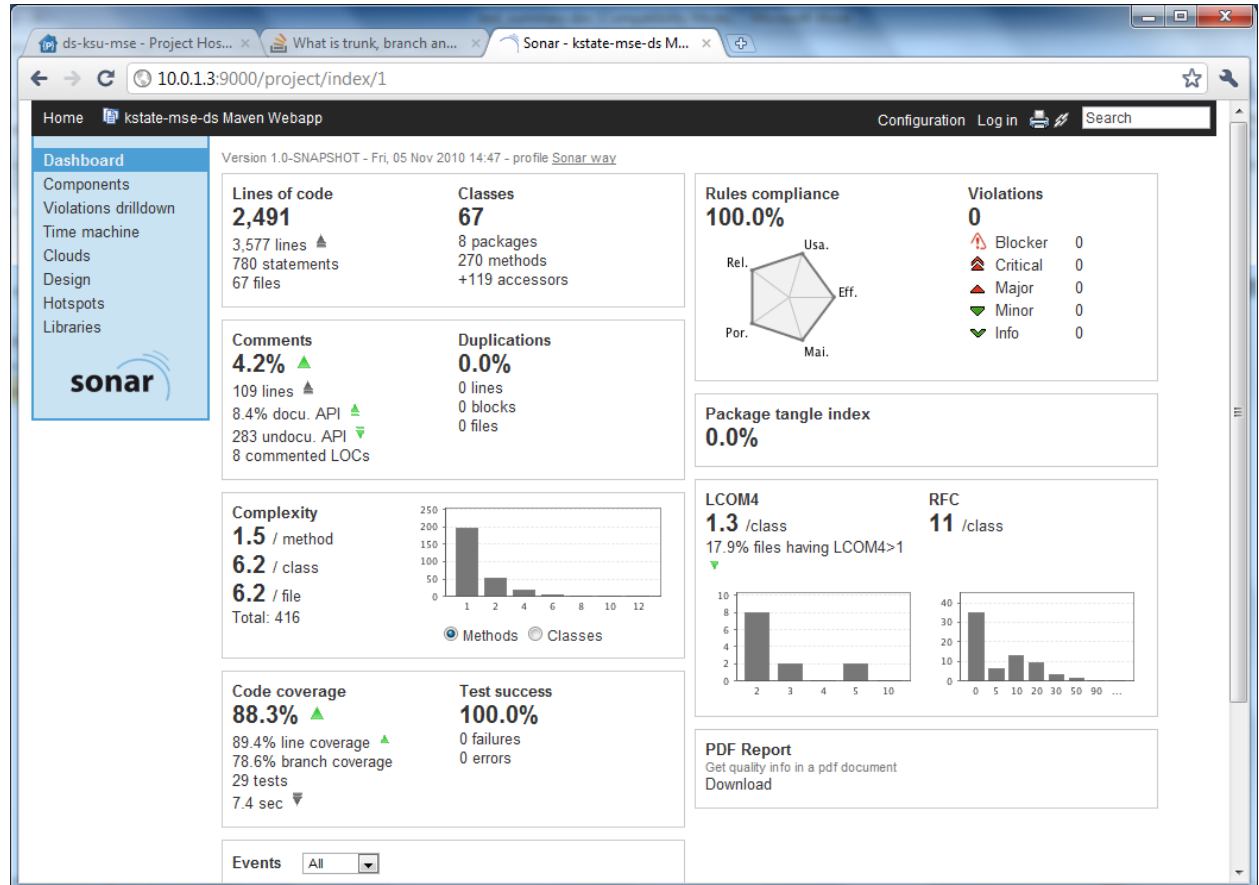 ds-ksu-mse - Project Hos...
What is trunk, branch an...
Sonar - kstate-mse-ds M...
10.0.1.3:9000/project/index/1
Home kstate-mse-ds Maven Webapp
Configuration Log in
Search
Dashboard
Components
Violations drilldown
Time machine
Clouds
Design
Hotspots
Libraries
sonar
Version 1.0-SNAPSHOT - Fri, 05 Nov 2010 14:47 - profile Sonar way
Lines of code
2,491
3,577 lines
780 statements
67 files
Classes
67
8 packages
270 methods
+119 accessors
Comments
4.2%
109 lines
8.4% docu. API
283 undocu. API
8 commented LOCs
Duplications
0.0%
0 lines
0 blocks
0 files
Complexity
1.5 / method
6.2 / class
6.2 / file
Total: 416
250
200
150
100
50
0
1 2 4 6 8 10 12
Methods Classes
Code coverage
88.3%
89.4% line coverage
78.6% branch coverage
29 tests
7.4 sec
Test success
100.0%
0 failures
0 errors
Events All
Rules compliance
100.0%
Usa.
Rel.
Eff.
Por.
Mai.
Violations
0
Blocker 0
Critical 0
Major 0
Minor 0
Info 0
Package tangle index
0.0%
LCOM4
1.3 /class
17.9% files having LCOM4>1
10
8
6
4
2
0
2 3 4 5 10
RFC
11 /class
40
30
20
10
0
0 5 10 20 30 50 90 ...
PDF Report
Get quality info in a pdf document
Download